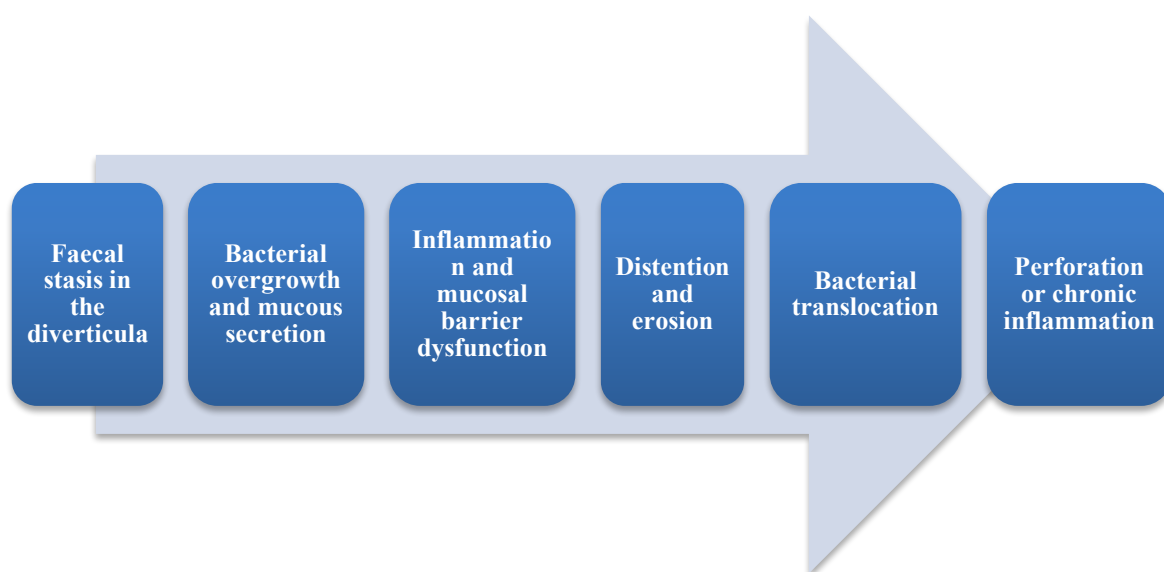 Faecal
stasis in
the
diverticula
Bacterial
overgrowth
and mucous
secretion
Inflammatio
n and
mucosal
barrier
dysfunction
Distention
and
erosion
Bacterial
translocation
Perforation
or chronic
inflammation